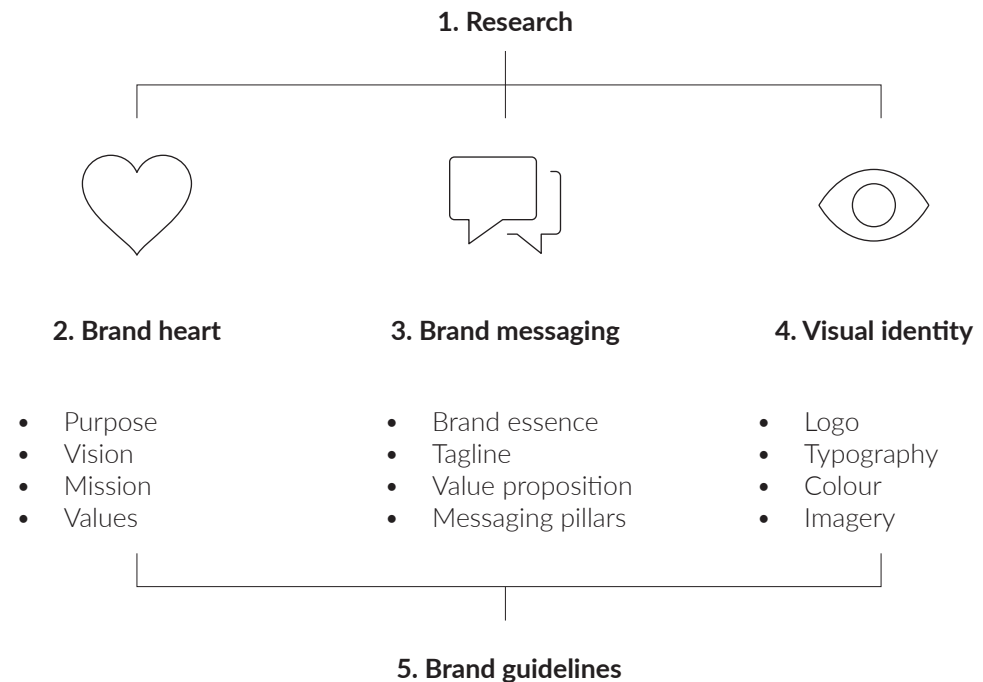 1. Research
2. Brand heart
3. Brand messaging
4. Visual identity
• Purpose
• Vision
• Mission
• Values
• Brand essence
• Tagline
• Value proposition
• Messaging pillars
• Logo
• Typography
• Colour
• Imagery
5. Brand guidelines